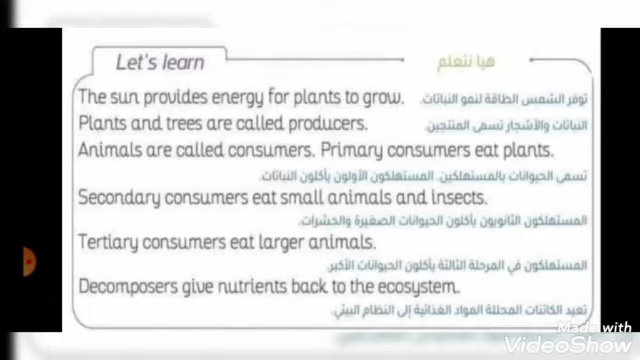 Let's learn
هيا نتعلم
The sun provides energy for plants to grow.
توفر الشمس الطاقة لنمو النباتات.
Plants and trees are called producers.
النباتات والأشجار تسمى المنتجين.
Animals are called consumers. Primary consumers eat plants.
تسمى الحيوانات بالمستهلكين. المستهلكون الأولون يأكلون النباتات.
Secondary consumers eat small animals and insects.
المستهلكون الثانويون يأكلون الحيوانات الصغيرة والحشرات.
Tertiary consumers eat larger animals.
المستهلكون في المرحلة الثالثة يأكلون الحيوانات الأكبر.
Decomposers give nutrients back to the ecosystem.
تعيد الكائنات المحللة المواد الغذائية إلى النظام البيئي.
Made with
VideoShow